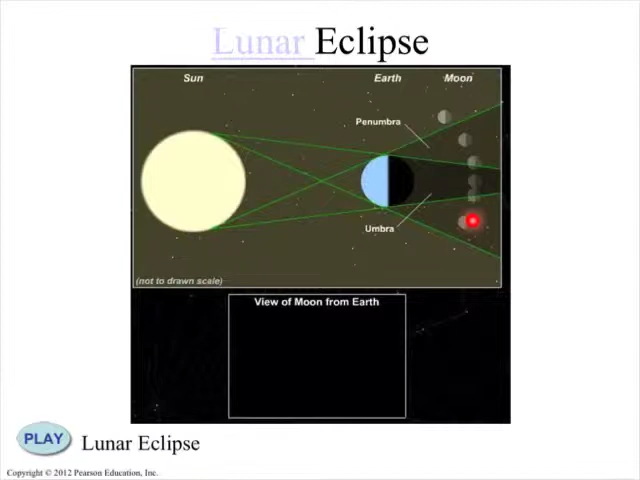 Lunar Eclipse
Sun Earth Moon
Penumbra
Umbra
(not to drawn scale)
View of Moon from Earth
PLAY Lunar Eclipse
Copyright © 2012 Pearson Education, Inc.